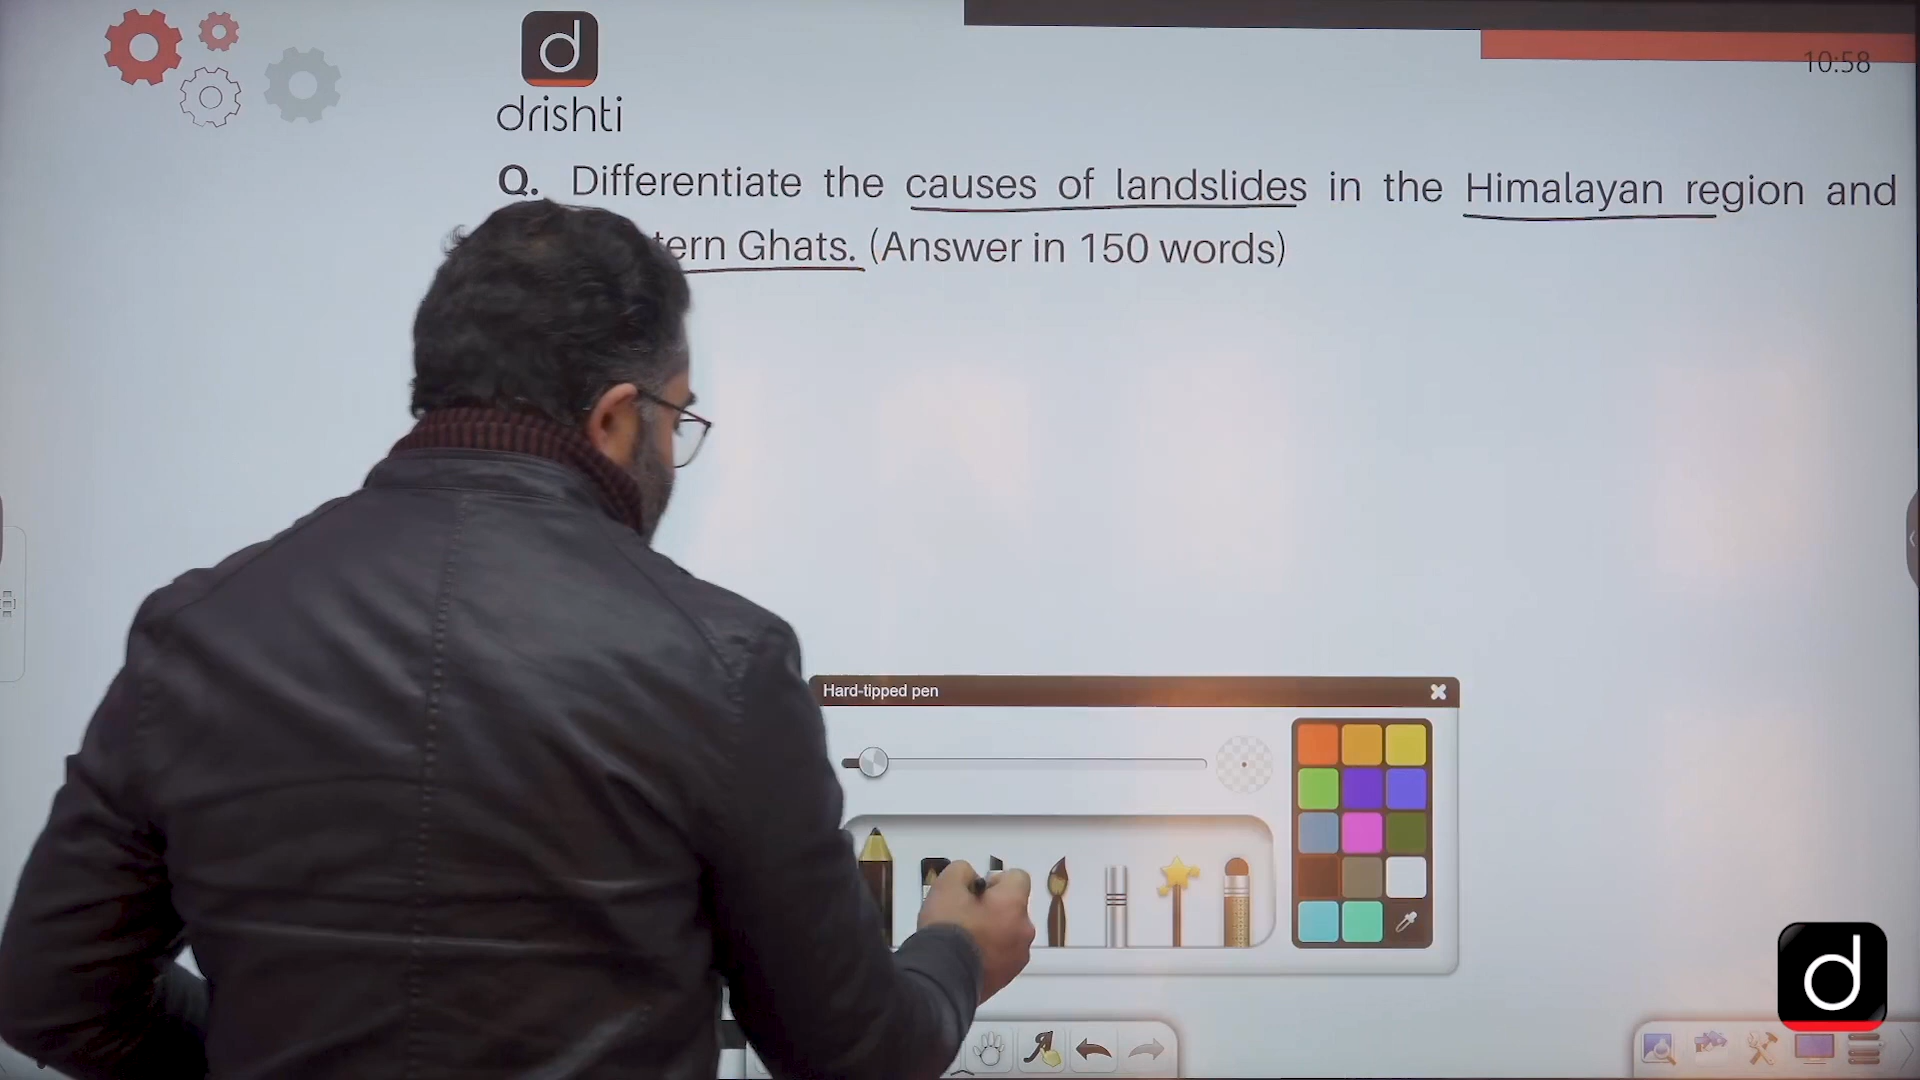 10:58
drishti
Q. Differentiate the causes of landslides in the Himalayan region and
tern Ghats. (Answer in 150 words)
Hard-tipped pen
d